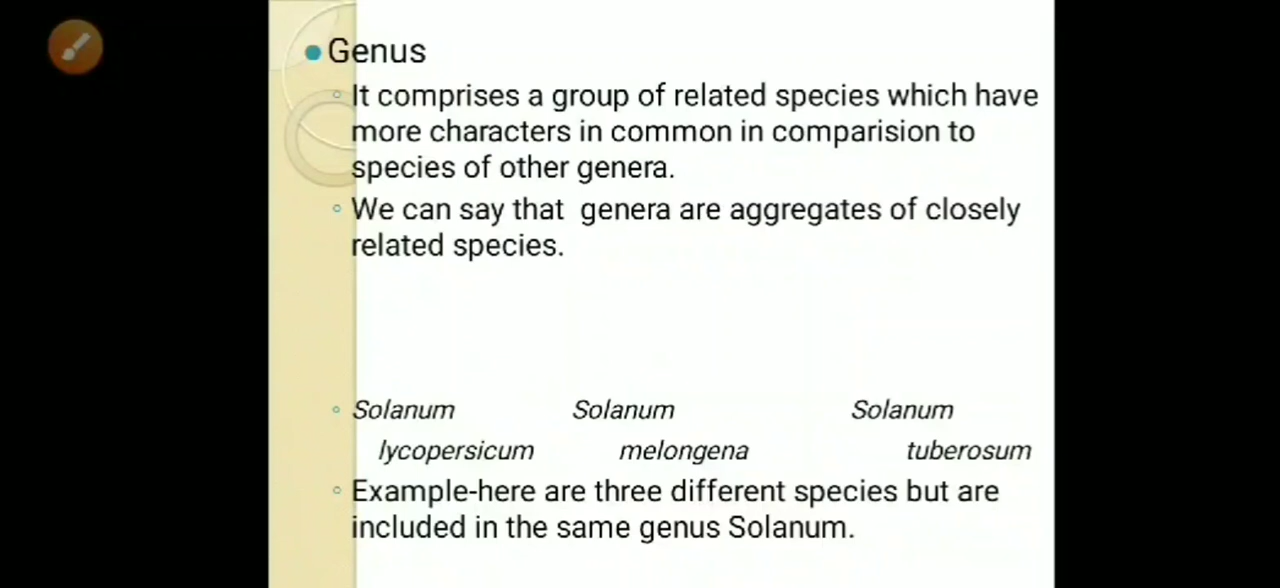 Genus
It comprises a group of related species which have
more characters in common in comparision to
species of other genera.
We can say that genera are aggregates of closely
related species.
Solanum Solanum Solanum
lycopersicum melongena tuberosum
Example-here are three different species but are
included in the same genus Solanum.